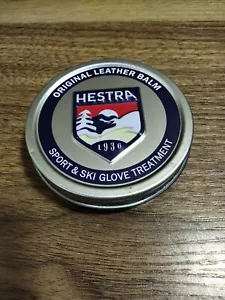 ORIGINAL LEATHER BALM
HESTRA
1936
SPORT & SKI GLOVE TREATMENT